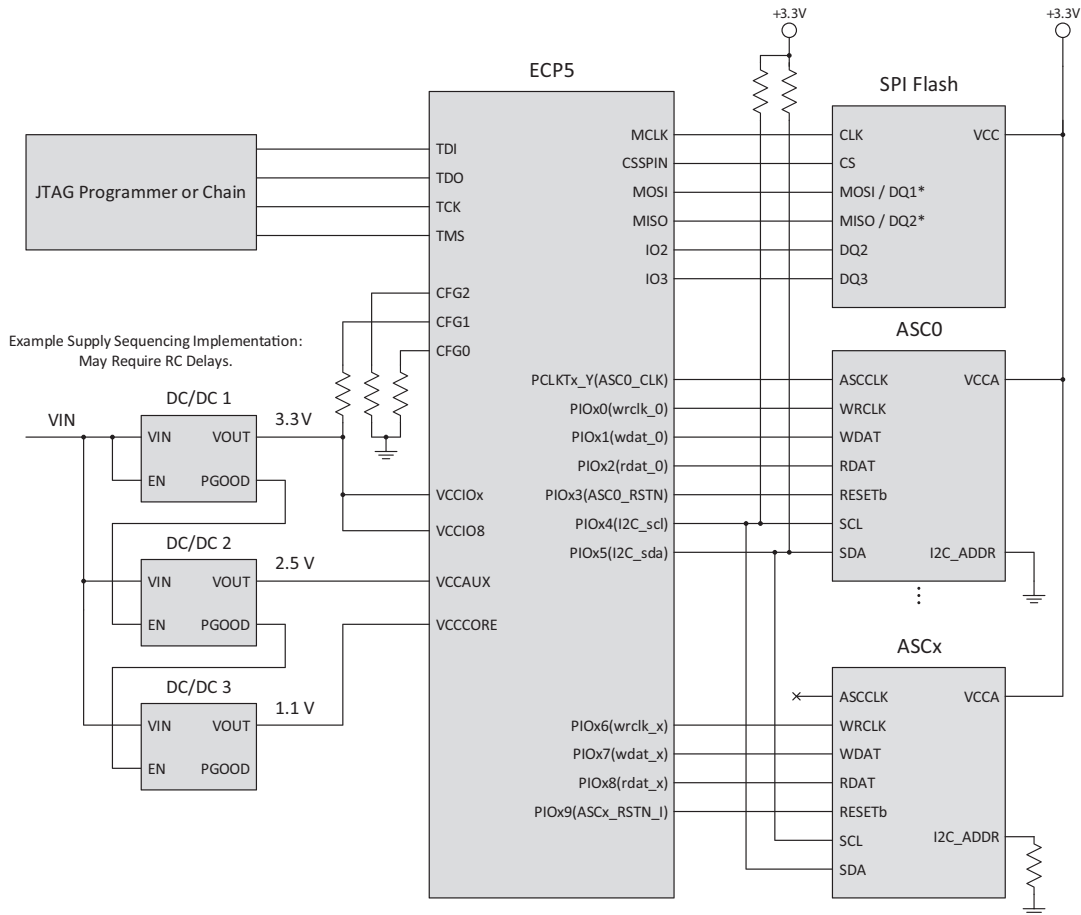 +3.3V
+3.3V
ECP5
SPI Flash
JTAG Programmer or Chain
TDI
TDO
TCK
TMS
CFG2
CFG1
CFG0
MCLK
CSSPIN
MOSI
MISO
IO2
IO3
CLK
CS
MOSI / DQ1*
MISO / DQ2*
DQ2
DQ3
VCC
Example Supply Sequencing Implementation:
May Require RC Delays.
VIN
DC/DC 1
VIN
VOUT
EN
PGOOD
3.3V
DC/DC 2
VIN
VOUT
EN
PGOOD
2.5 V
DC/DC 3
VIN
VOUT
EN
PGOOD
1.1 V
VCCIOx
VCCIO8
VCCAUX
VCCCORE
PCLKTx_Y(ASC0_CLK)
PIOx0(wrclk_0)
PIOx1(wdat_0)
PIOx2(rdat_0)
PIOx3(ASC0_RSTN)
PIOx4(I2C_scl)
PIOx5(I2C_sda)
ASC0
ASCCLK
WRCLK
WDAT
RDAT
RESETb
SCL
SDA
VCCA
I2C_ADDR
PIOx6(wrclk_x)
PIOx7(wdat_x)
PIOx8(rdat_x)
PIOx9(ASCx_RSTN_I)
ASCx
ASCCLK
WRCLK
WDAT
RDAT
RESETb
SCL
SDA
VCCA
I2C_ADDR